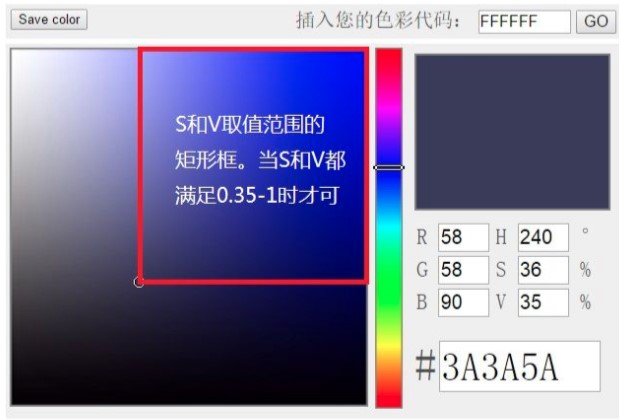 Save color 插入您的色彩代码： FFFFFF GO
S和V取值范围的
矩形框。当S和V都
满足0.35-1时才可
R 58 H 240 °
G 58 S 36 %
B 90 V 35 %
#3A3A5A